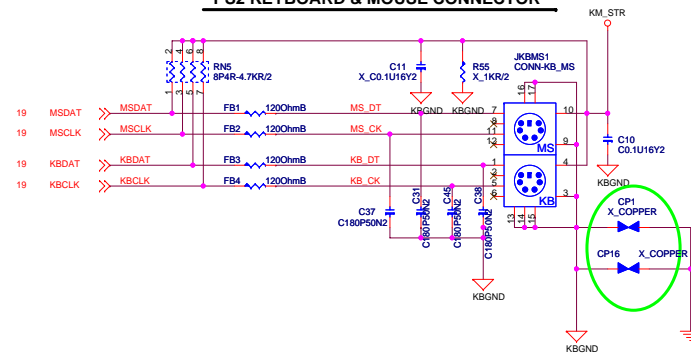 PS2 KEYBOARD & MOUSE CONNECTOR
KM_STR
2 4 6 8
RN5
8P4R-4.7KR/2
1 3 5 7
C11
X_C0.1U16Y2
R55
X_1KR/2
JKBMS1
CONN-KB_MS
KBGND KBGND
16 17
19 MSDAT MSDAT FB1 120OhmB MS_DT 7 10
8
19 MSCLK MSCLK FB2 120OhmB MS_CK 11
12 MS 9
C10
C0.1U16Y2
19 KBDAT KBDAT FB3 120OhmB KB_DT 1 4
2
19 KBCLK KBCLK FB4 120OhmB KB_CK 5
6 KB 3
KBGND
C37
C180P50N2
C31
C180P50N2
C45
C180P50N2
C38
C180P50N2
13 14 15
CP1
X_COPPER
CP16 X_COPPER
KBGND
KBGND